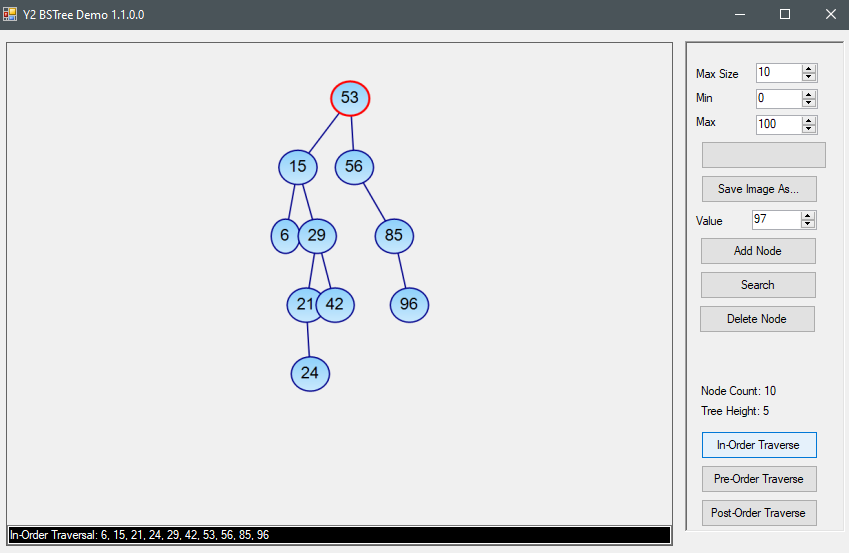 Y2 BSTree Demo 1.1.0.0
53
15 56
6 29 85
21 42 96
24
In-Order Traversal: 6, 15, 21, 24, 29, 42, 53, 56, 85, 96
Max Size 10
Min 0
Max 100
Save Image As...
Value 97
Add Node
Search
Delete Node
Node Count: 10
Tree Height: 5
In-Order Traverse
Pre-Order Traverse
Post-Order Traverse